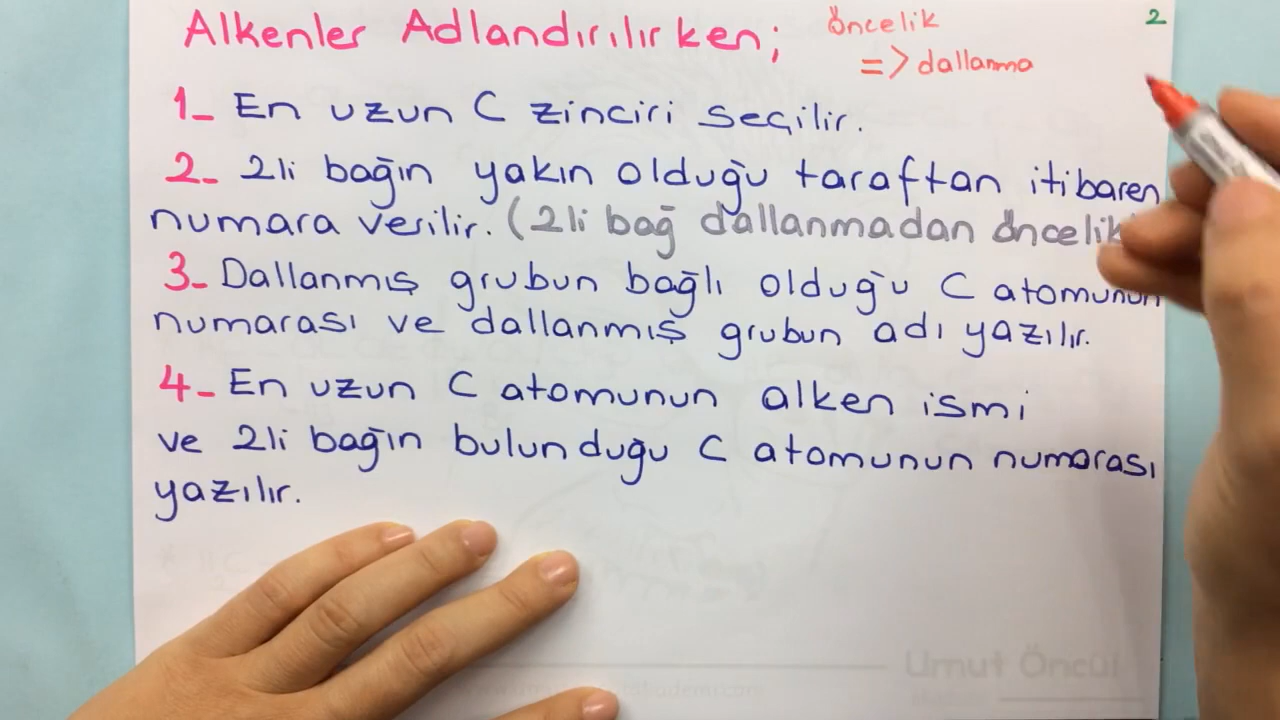 Alkenler Adlandırılırken;
öncelik
=> dallanma
2
1- En uzun C zinciri seçilir.
2- 2li bağın yakın olduğu taraftan itibaren
numara verilir. (2li bağ dallanmadan öncelik
3- Dallanmış grubun bağlı olduğu C atomunun
numarası ve dallanmış grubun adı yazılır.
4- En uzun C atomunun alken ismi
ve 2li bağın bulunduğu C atomunun numarası
yazılır.
Umut Öncül